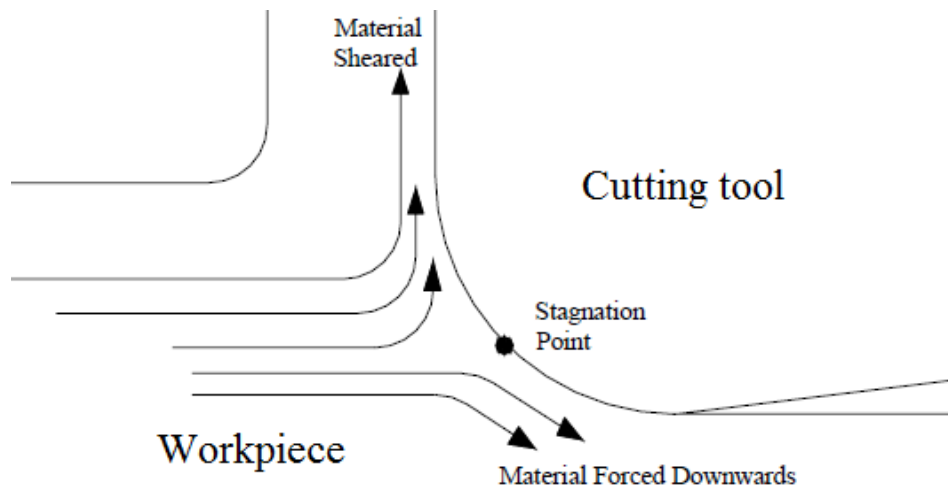 Material
Sheared
Cutting tool
Stagnation
Point
Workpiece
Material Forced Downwards